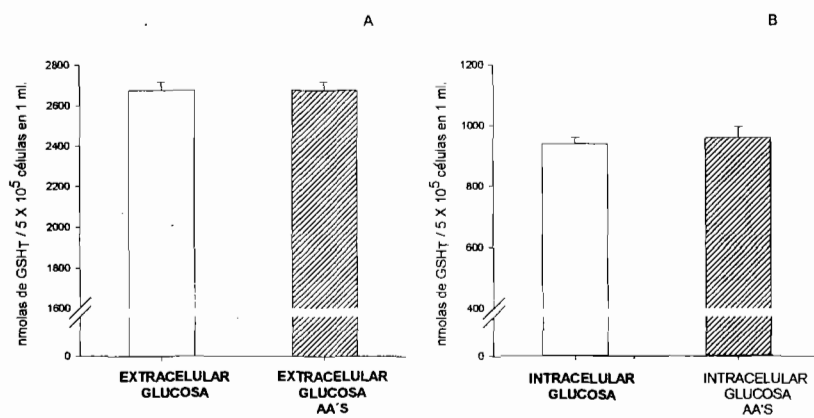 A
nmolas de GSHT / 5 X 10⁵ células en 1 ml.
2800
2600
2400
2200
2000
1800
1600
0
EXTRACELULAR
GLUCOSA
EXTRACELULAR
GLUCOSA
AA´S
B
nmolas de GSHT / 5 X 10⁵ células en 1 ml.
1200
1000
800
600
400
0
INTRACELULAR
GLUCOSA
INTRACELULAR
GLUCOSA
AA'S